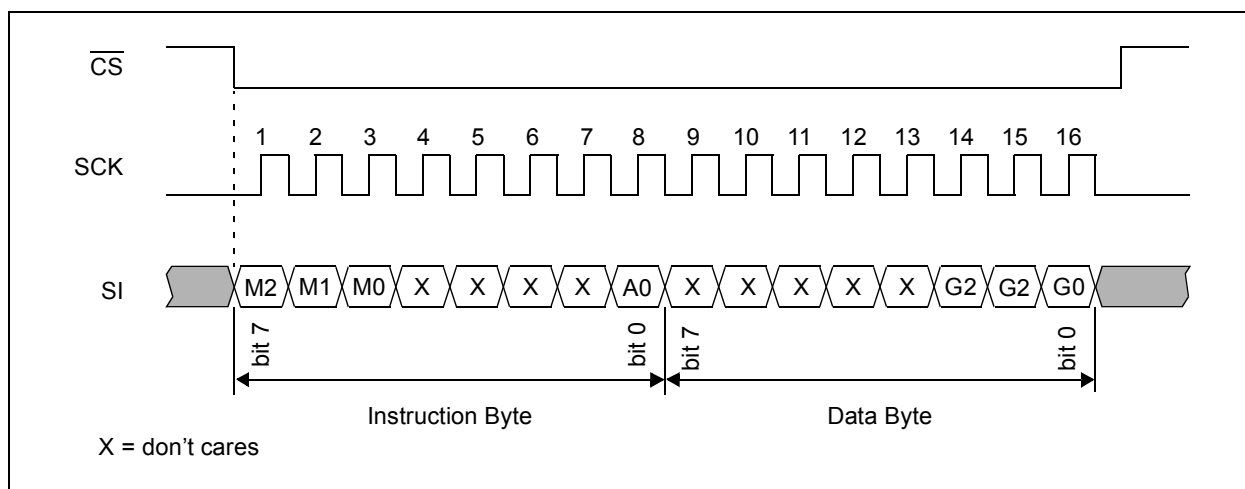 CS
1 2 3 4 5 6 7 8 9 10 11 12 13 14 15 16
SCK
SI M2 M1 M0 X X X X A0 X X X X X G2 G2 G0
bit 7 bit 0 bit 7 bit 0
Instruction Byte Data Byte
X = don't cares